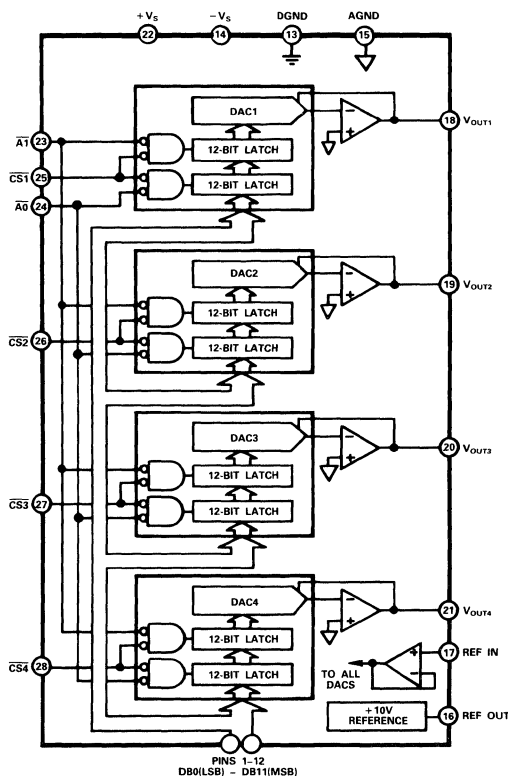 +VS
22
−VS
14
DGND
13
AGND
15
DAC1
12-BIT LATCH
12-BIT LATCH
A1 23
CS1 25
A0 24
18 VOUT1
DAC2
12-BIT LATCH
12-BIT LATCH
CS2 26
19 VOUT2
DAC3
12-BIT LATCH
12-BIT LATCH
CS3 27
20 VOUT3
DAC4
12-BIT LATCH
12-BIT LATCH
CS4 28
21 VOUT4
17 REF IN
TO ALL
DACS
+10V
REFERENCE
16 REF OUT
PINS 1–12
DB0(LSB) – DB11(MSB)